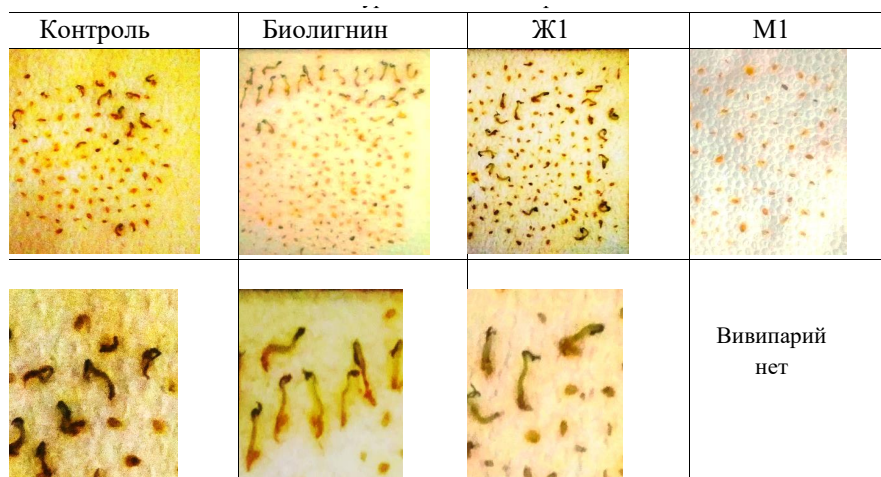 Контроль
Биолигнин
Ж1
М1
Вивипарий
нет